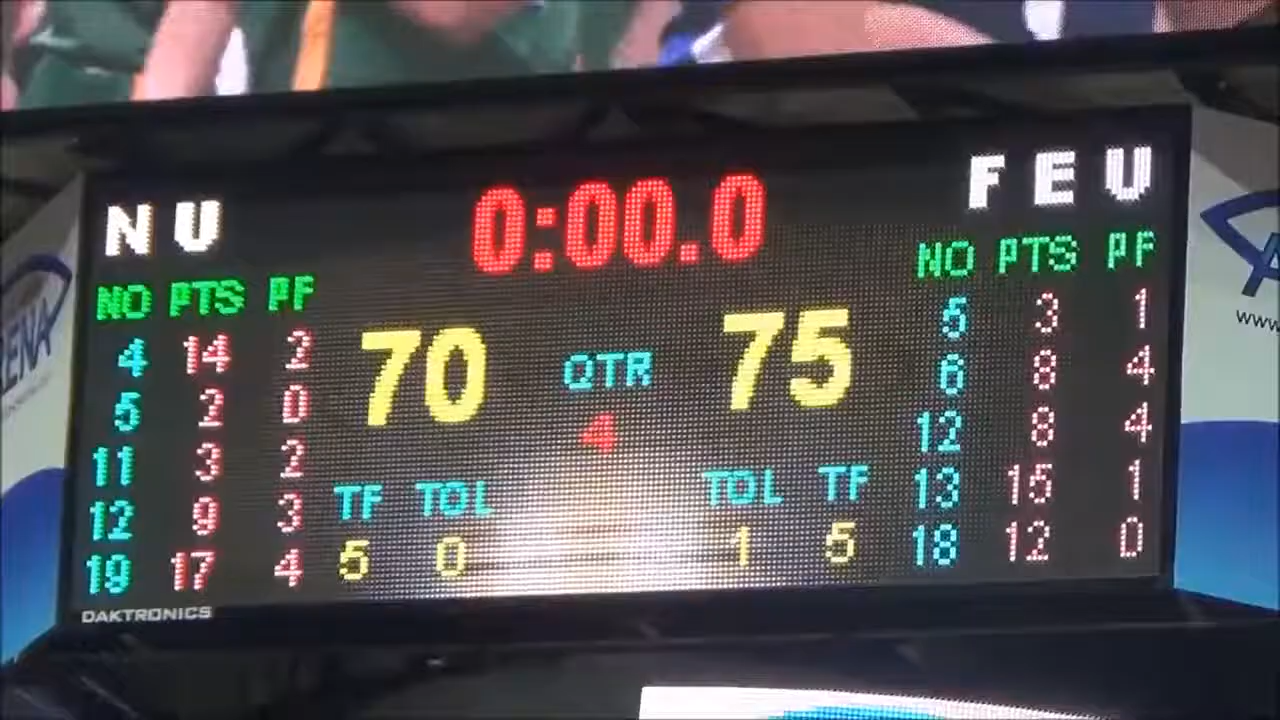 NU 0:00.0 FEU
NO PTS PF
4 14 2
5 2 0
11 3 2
12 9 3
19 17 4
70 QTR 75
4
TF TOL
5 0
TOL TF
1 5
NO PTS PF
5 3 1
6 8 4
12 8 4
13 15 1
18 12 0
DAKTRONICS
RENA
www